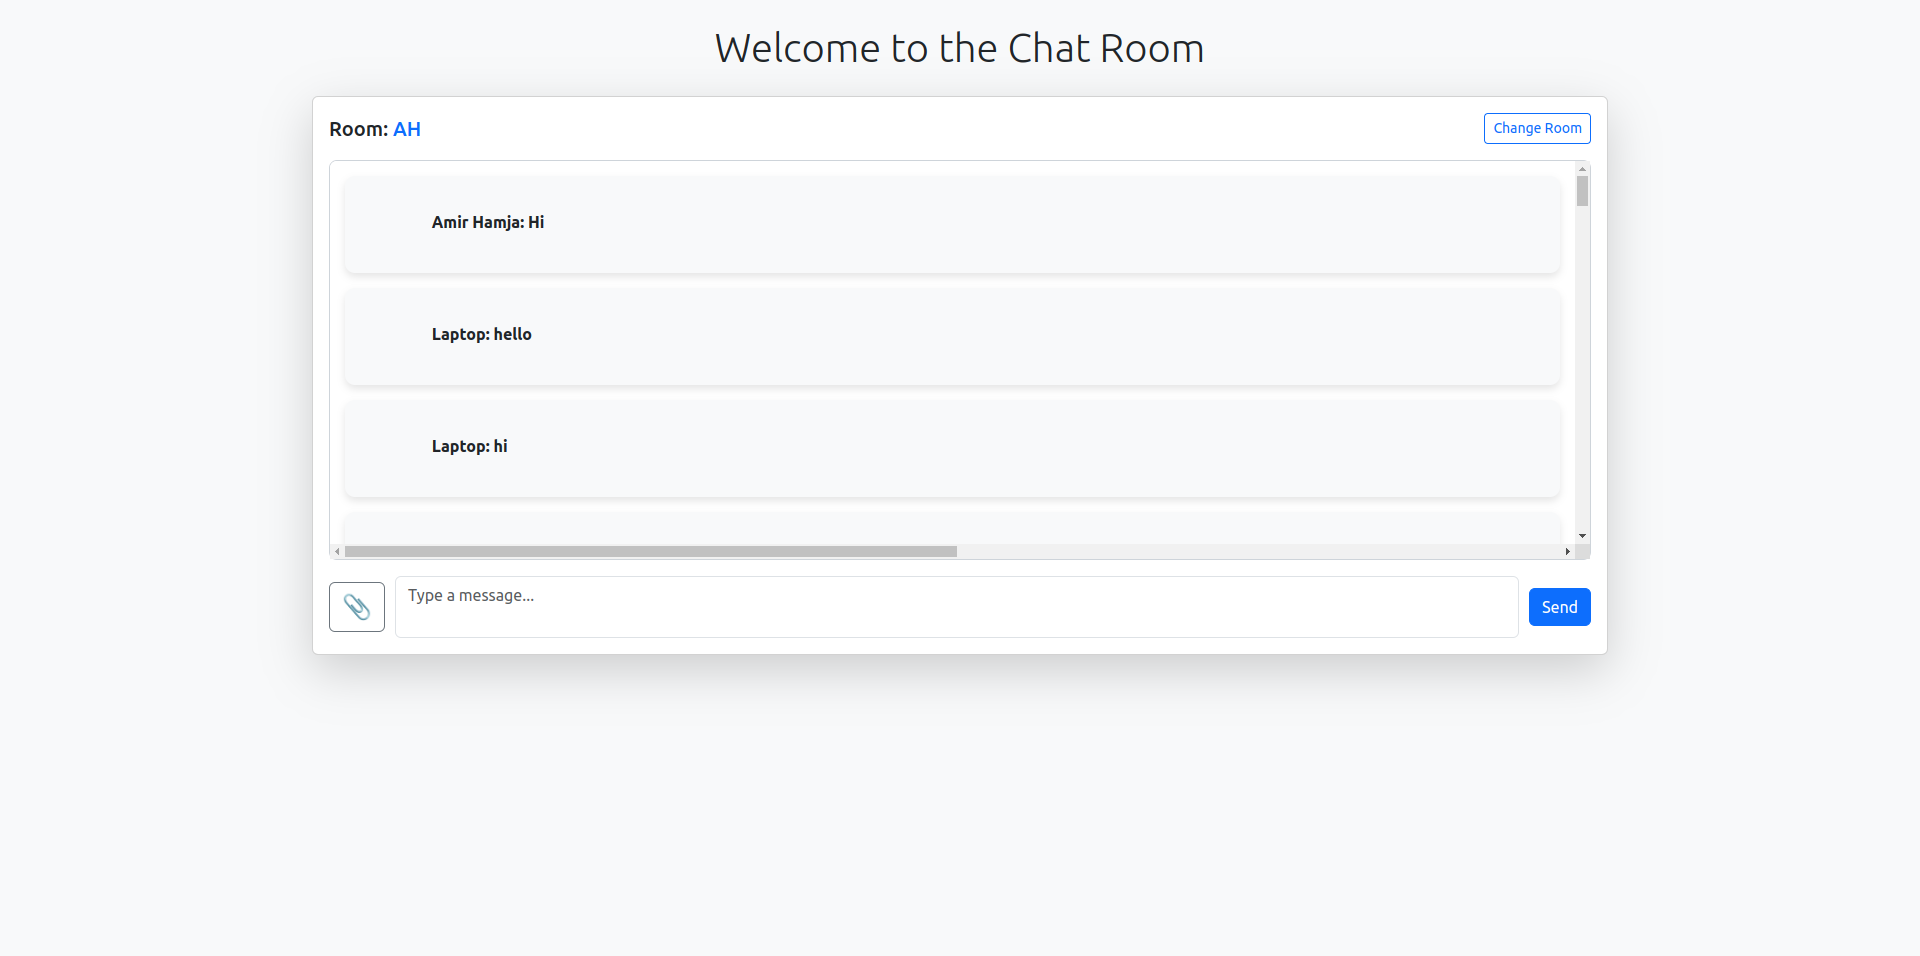 Welcome to the Chat Room
Room: AH
Change Room
Amir Hamja: Hi
Laptop: hello
Laptop: hi
Type a message...
Send